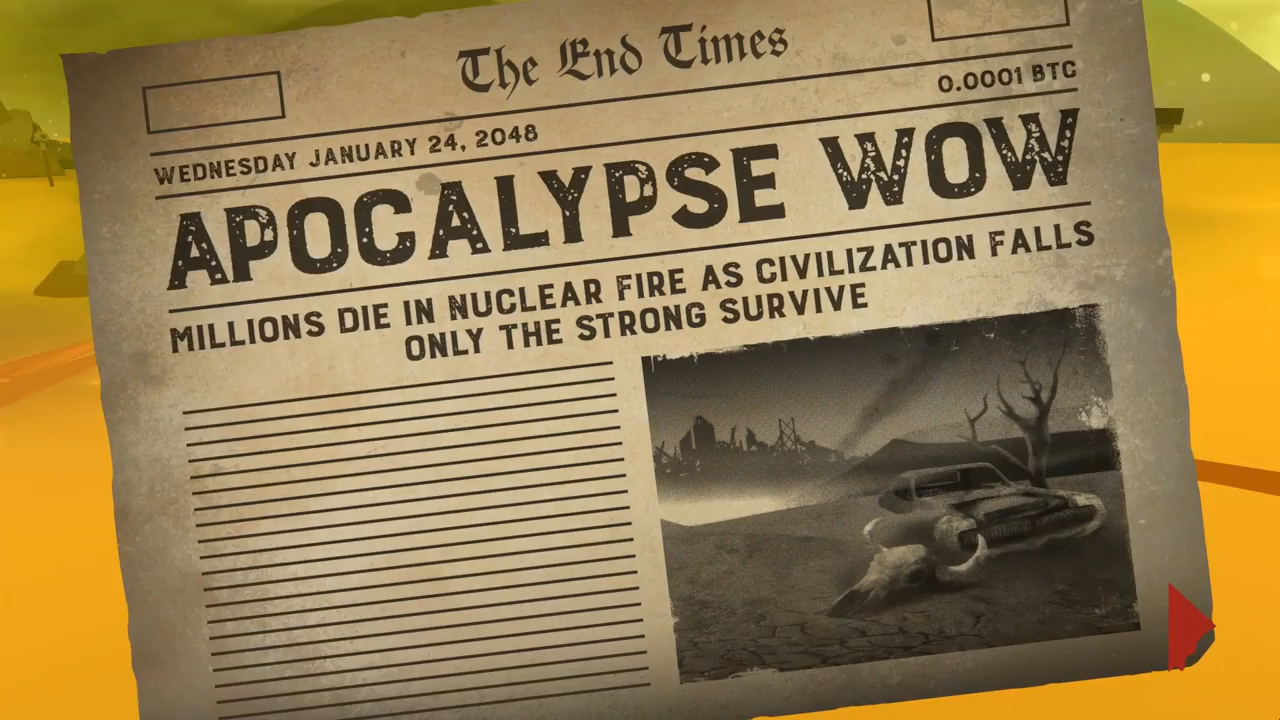 The End Times
WEDNESDAY JANUARY 24, 2048
0.0001 BTC
APOCALYPSE WOW
MILLIONS DIE IN NUCLEAR FIRE AS CIVILIZATION FALLS
ONLY THE STRONG SURVIVE